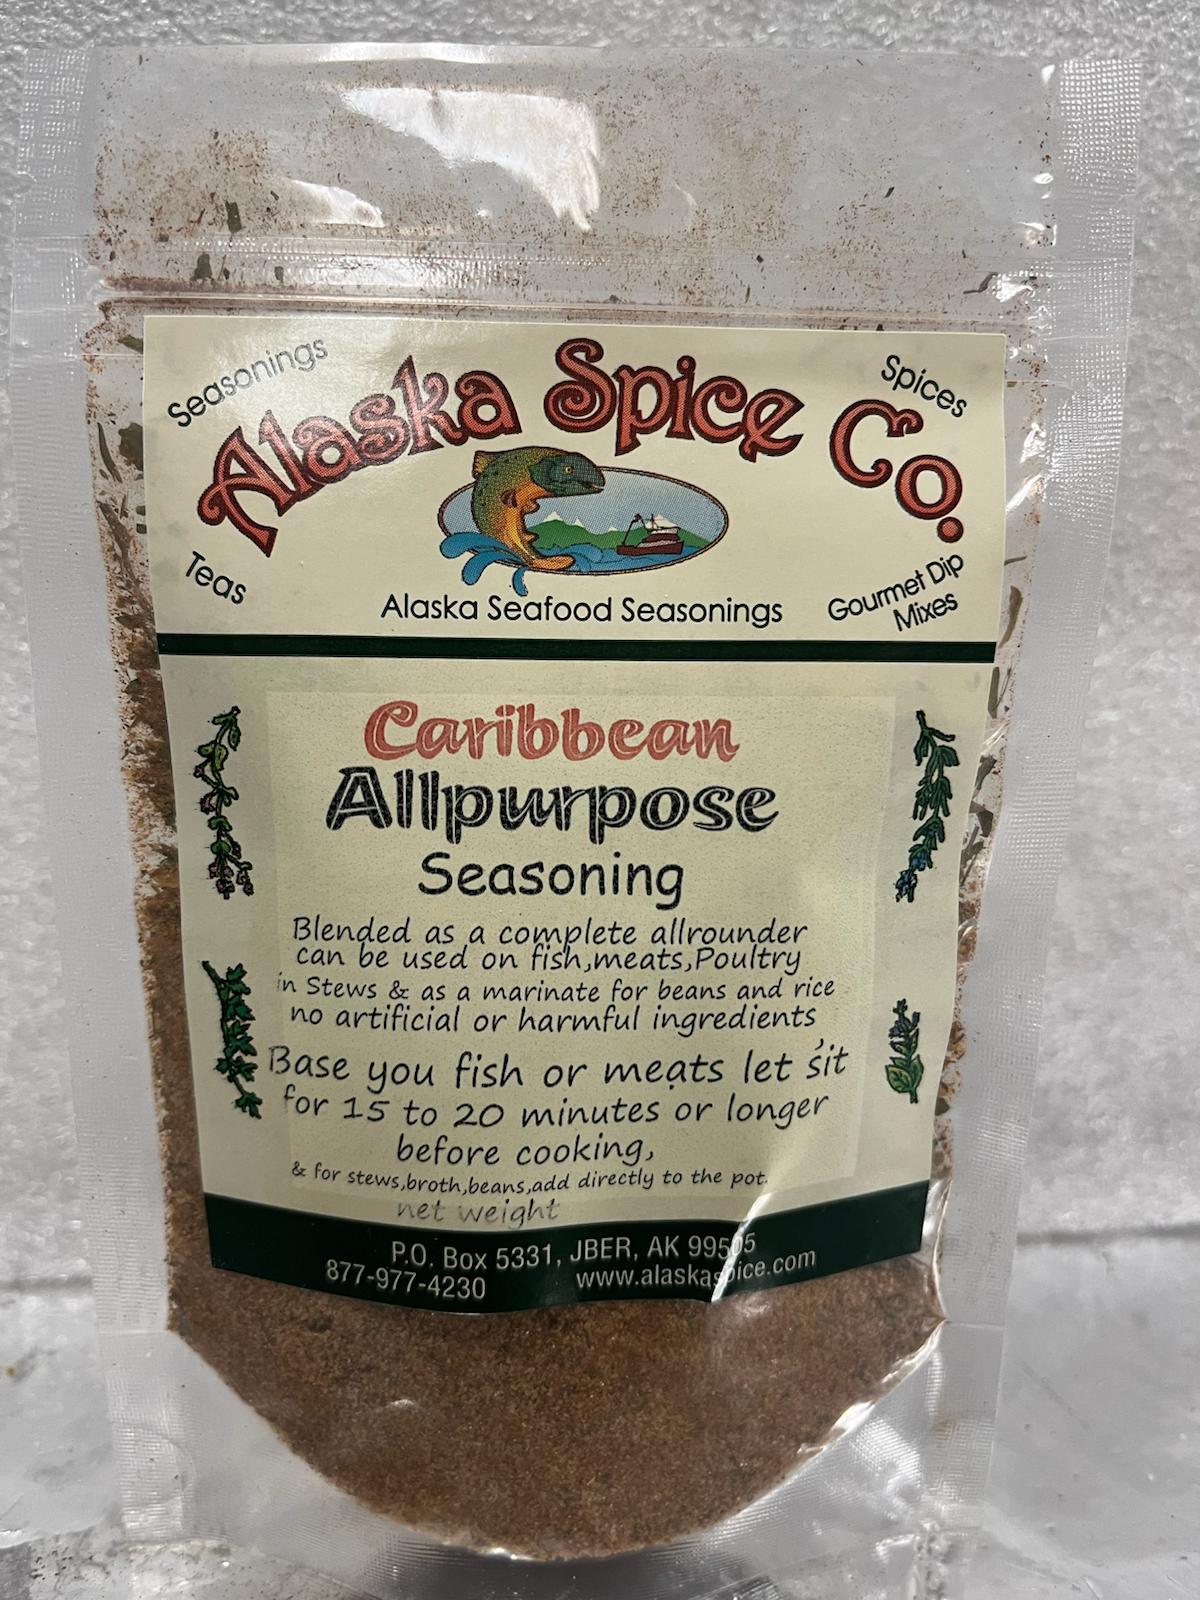 Seasonings
Spices
Alaska Spice Co.
Teas
Gourmet Dip
Mixes
Alaska Seafood Seasonings
Caribbean
Allpurpose
Seasoning
Blended as a complete allrounder
can be used on fish,meats,Poultry
in Stews & as a marinate for beans and rice
no artificial or harmful ingredients
Base you fish or meats let sit
for 15 to 20 minutes or longer
before cooking,
& for stews,broth,beans,add directly to the pot.
net weight
P.O. Box 5331, JBER, AK 99505
877-977-4230 www.alaskaspice.com